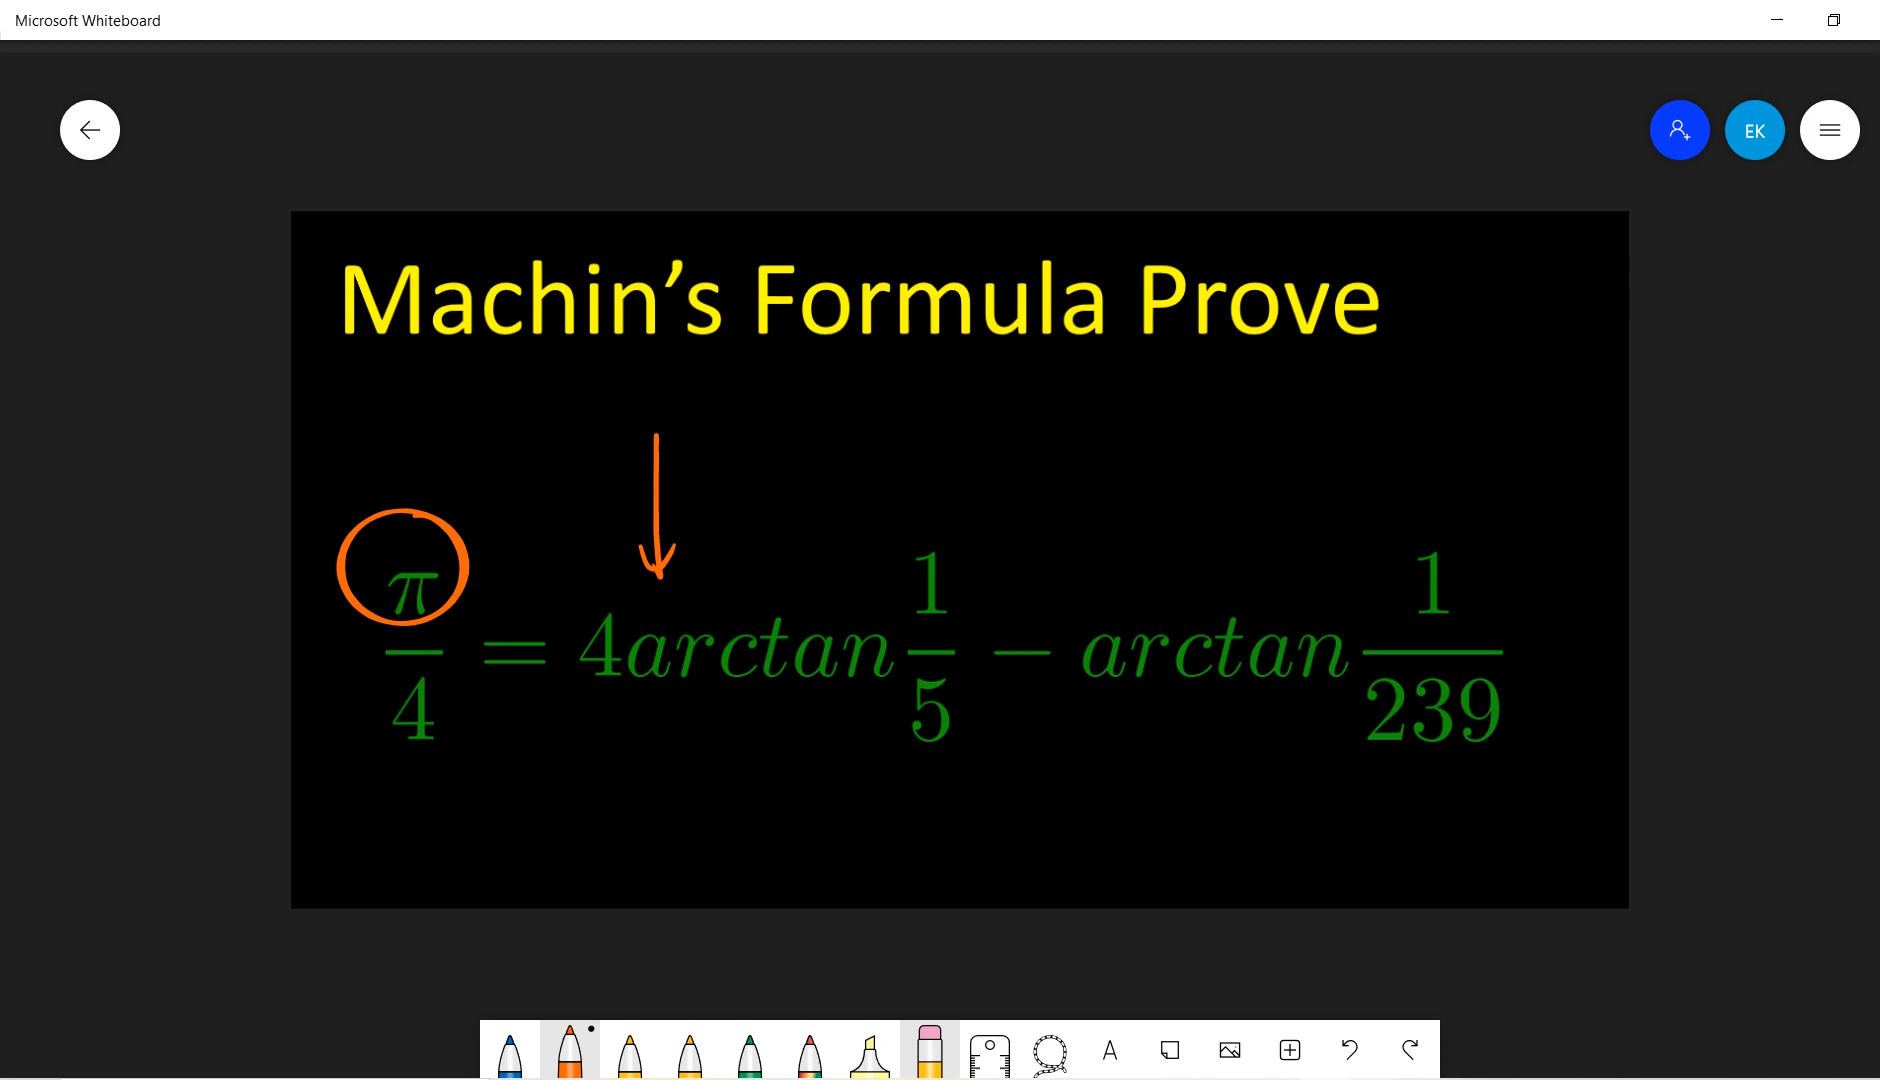 Microsoft Whiteboard
EK
Machin's Formula Prove
π/4 = 4arctan 1/5 − arctan 1/239
A